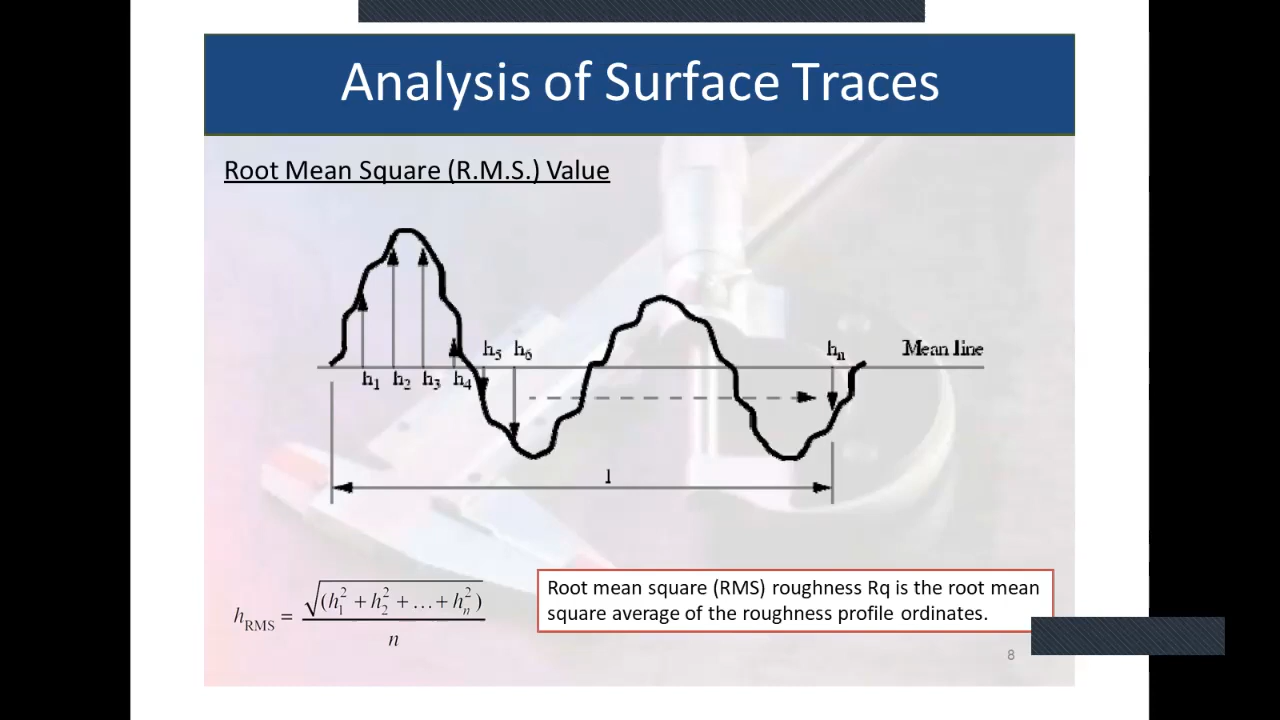 Analysis of Surface Traces
Root Mean Square (R.M.S.) Value
h₅ h₆ hₙ Mean line
h₁ h₂ h₃ h₄
l
h_RMS = √(h₁² + h₂² + … + hₙ²) / n
Root mean square (RMS) roughness Rq is the root mean
square average of the roughness profile ordinates.
8